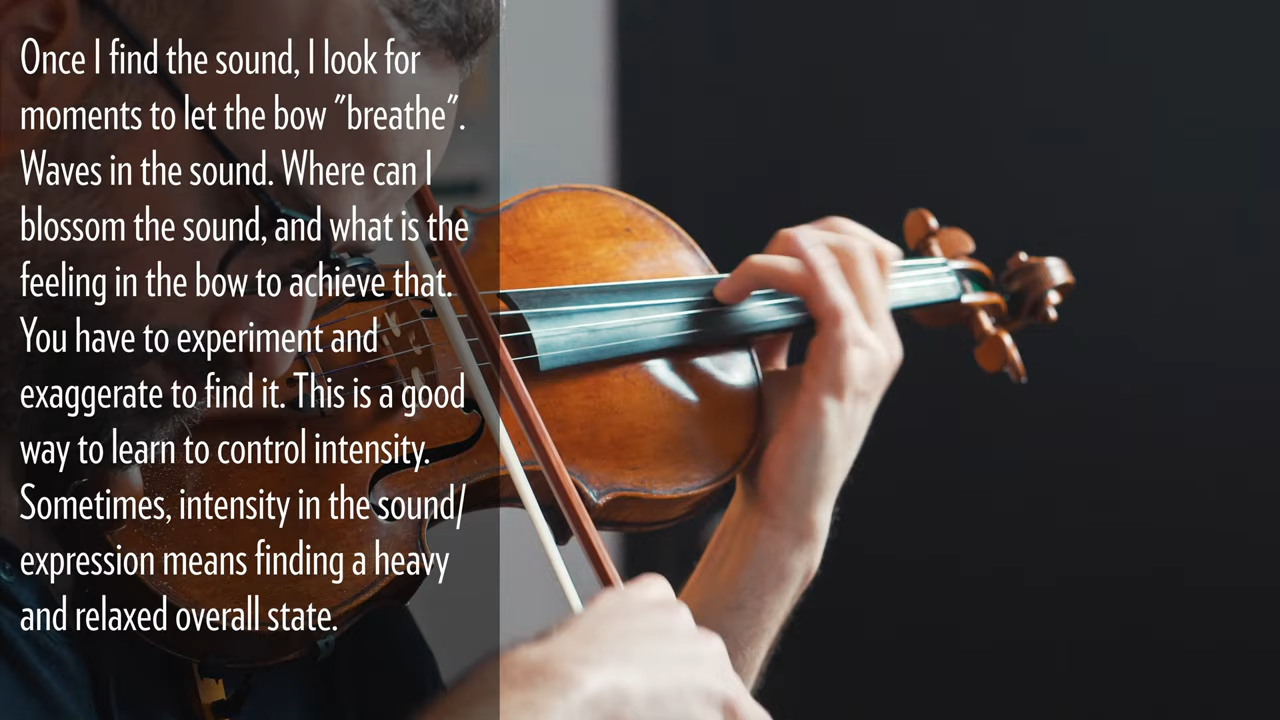 Once I find the sound, I look for
moments to let the bow "breathe".
Waves in the sound. Where can I
blossom the sound, and what is the
feeling in the bow to achieve that.
You have to experiment and
exaggerate to find it. This is a good
way to learn to control intensity.
Sometimes, intensity in the sound/
expression means finding a heavy
and relaxed overall state.